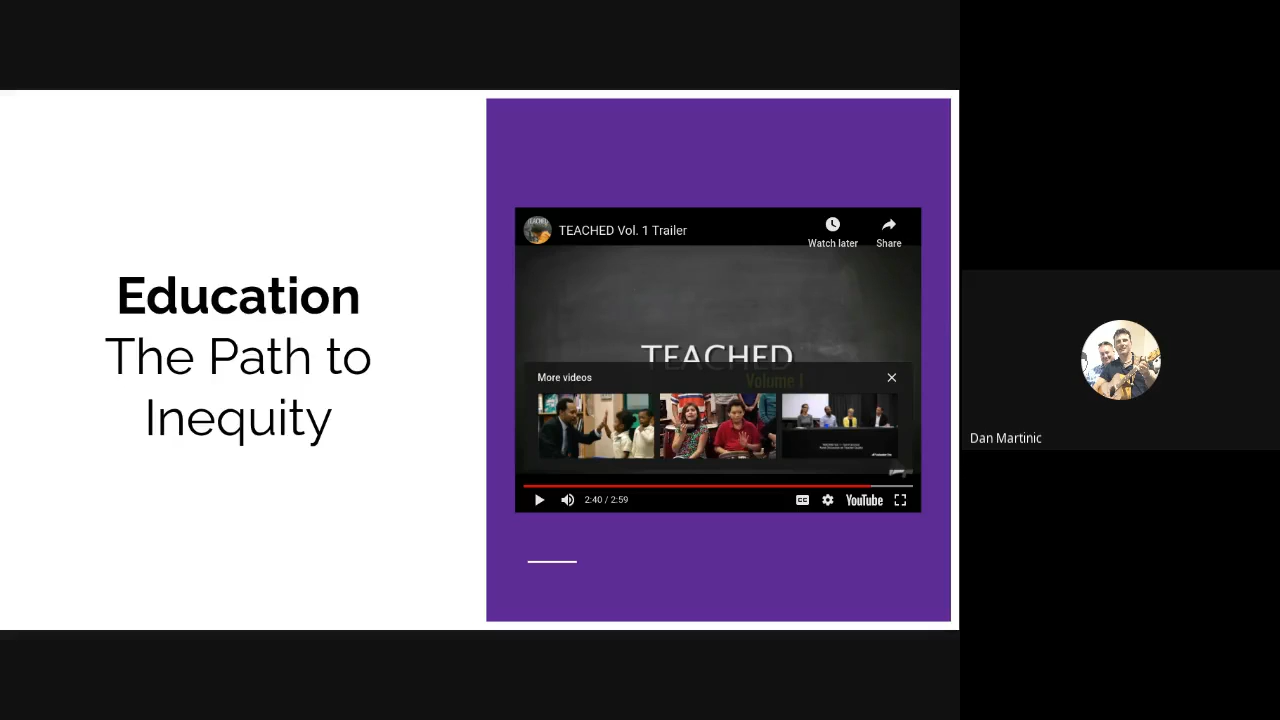 Education
The Path to
Inequity
TEACHED Vol. 1 Trailer
Watch later
Share
TEACHED
Volume I
More videos
2:40 / 2:59
CC
YouTube
Dan Martinic